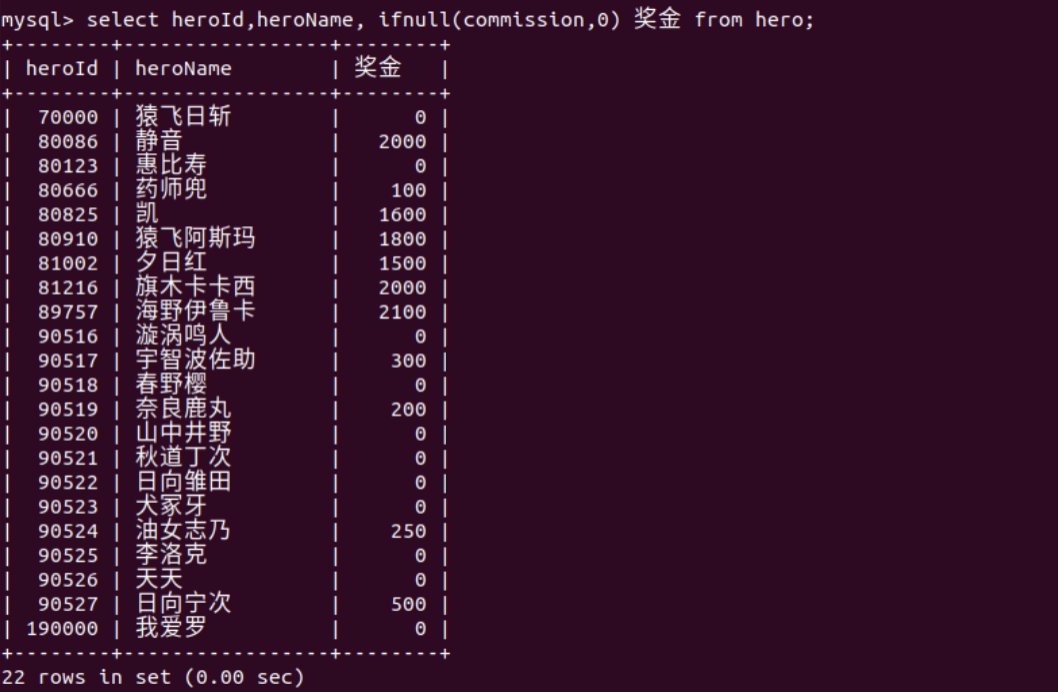 mysql> select heroId,heroName, ifnull(commission,0) 奖金 from hero;
+--------+-----------------+--------+
| heroId | heroName        | 奖金   |
+--------+-----------------+--------+
|  70000 | 猿飞日斩        |      0 |
|  80086 | 静音            |   2000 |
|  80123 | 惠比寿          |      0 |
|  80666 | 药师兜          |    100 |
|  80825 | 凯              |   1600 |
|  80910 | 猿飞阿斯玛      |   1800 |
|  81002 | 夕日红          |   1500 |
|  81216 | 旗木卡卡西      |   2000 |
|  89757 | 海野伊鲁卡      |   2100 |
|  90516 | 漩涡鸣人        |      0 |
|  90517 | 宇智波佐助      |    300 |
|  90518 | 春野樱          |      0 |
|  90519 | 奈良鹿丸        |    200 |
|  90520 | 山中井野        |      0 |
|  90521 | 秋道丁次        |      0 |
|  90522 | 日向雏田        |      0 |
|  90523 | 犬冢牙          |      0 |
|  90524 | 油女志乃        |    250 |
|  90525 | 李洛克          |      0 |
|  90526 | 天天            |      0 |
|  90527 | 日向宁次        |    500 |
| 190000 | 我爱罗          |      0 |
+--------+-----------------+--------+
22 rows in set (0.00 sec)